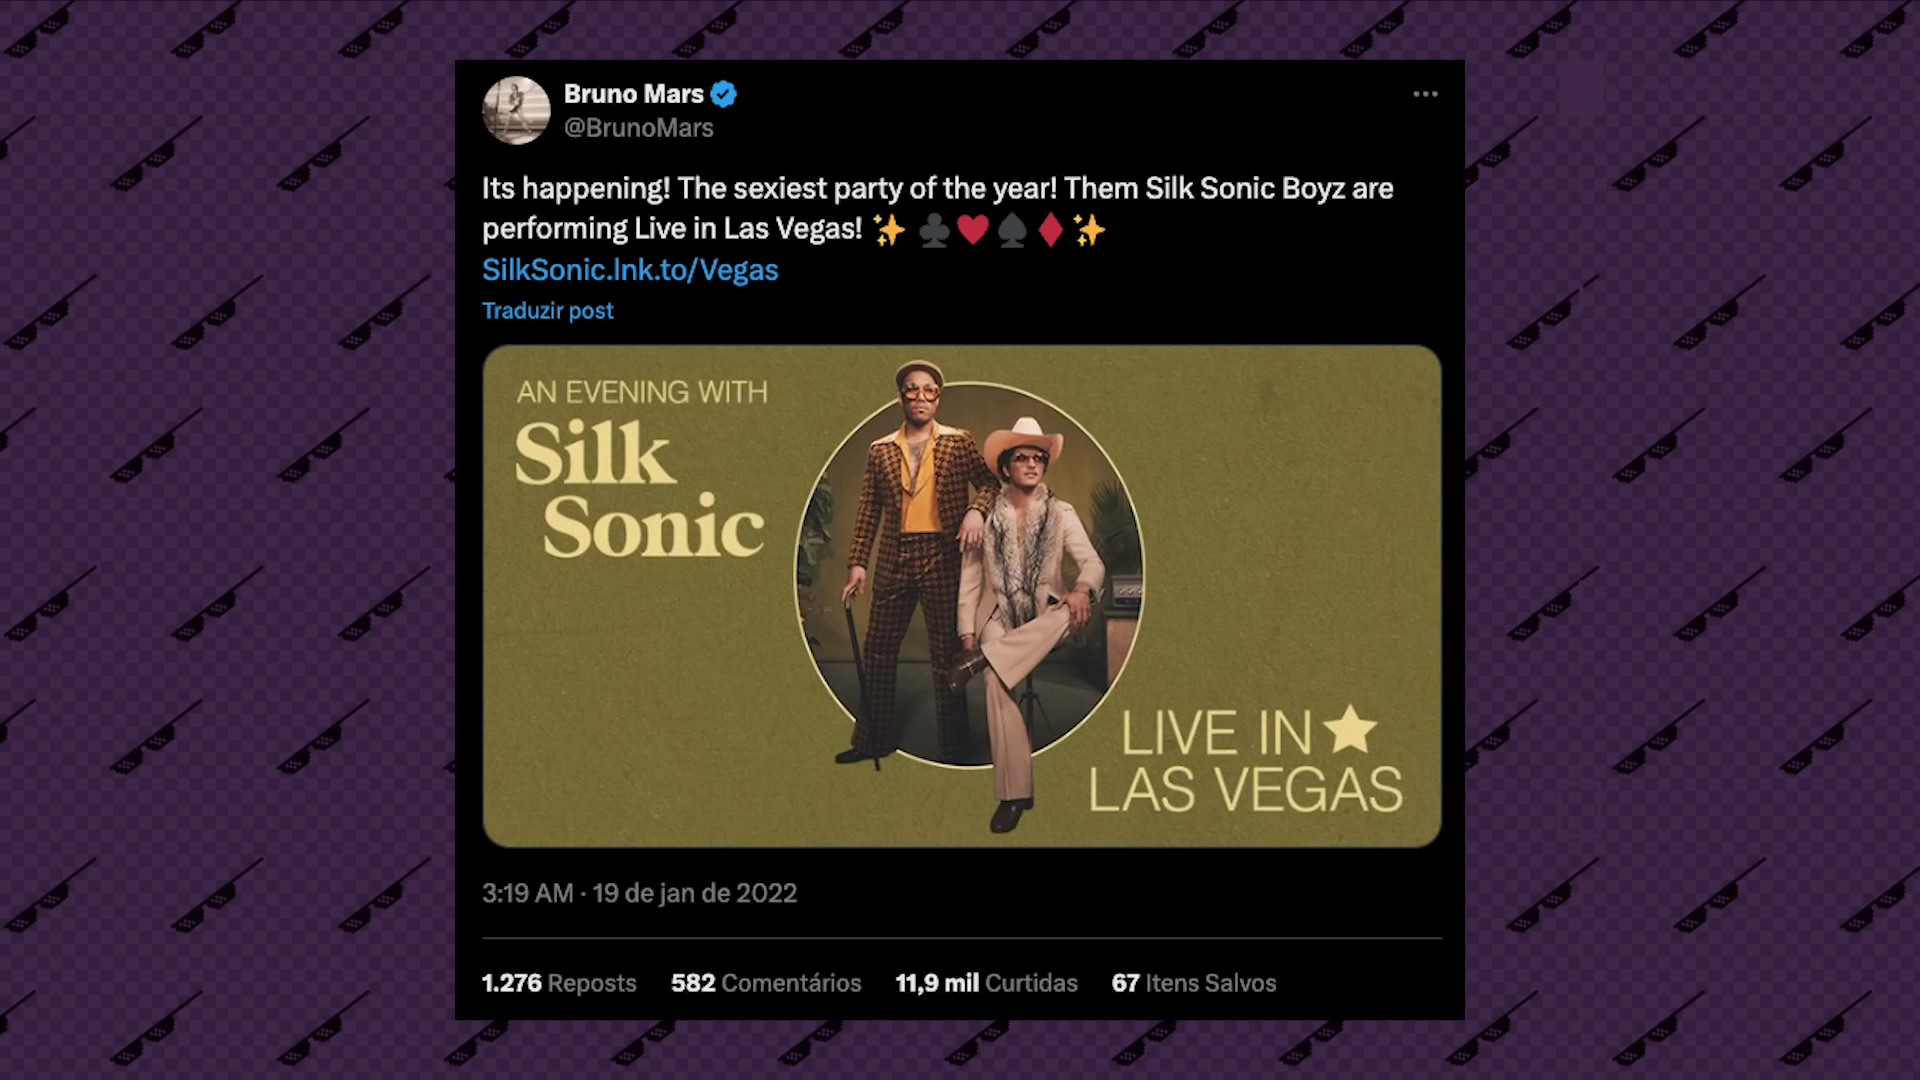 Bruno Mars
@BrunoMars
Its happening! The sexiest party of the year! Them Silk Sonic Boyz are
performing Live in Las Vegas! ✨ ♣️♥️♠️♦️✨
SilkSonic.lnk.to/Vegas
Traduzir post
AN EVENING WITH
Silk
Sonic
LIVE IN
LAS VEGAS
3:19 AM · 19 de jan de 2022
1.276 Reposts 582 Comentários 11,9 mil Curtidas 67 Itens Salvos